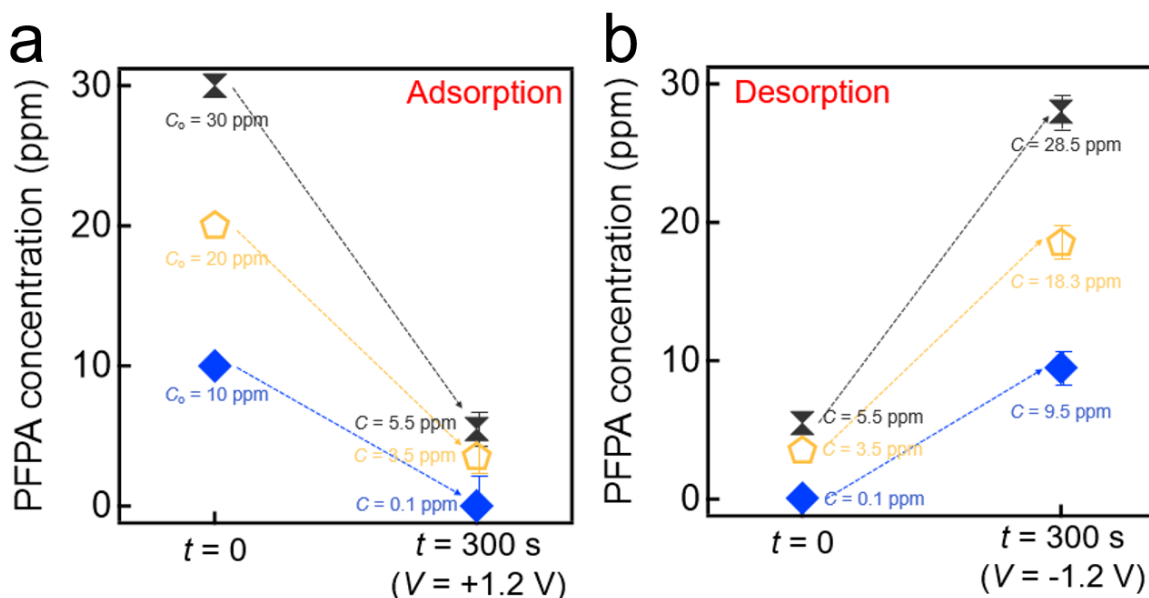 a
PFPA concentration (ppm)
30
20
10
0
Adsorption
Cₒ = 30 ppm
Cₒ = 20 ppm
Cₒ = 10 ppm
C = 5.5 ppm
C = 3.5 ppm
C = 0.1 ppm
t = 0
t = 300 s
(V = +1.2 V)
b
PFPA concentration (ppm)
30
20
10
0
Desorption
C = 28.5 ppm
C = 18.3 ppm
C = 9.5 ppm
C = 5.5 ppm
C = 3.5 ppm
C = 0.1 ppm
t = 0
t = 300 s
(V = -1.2 V)